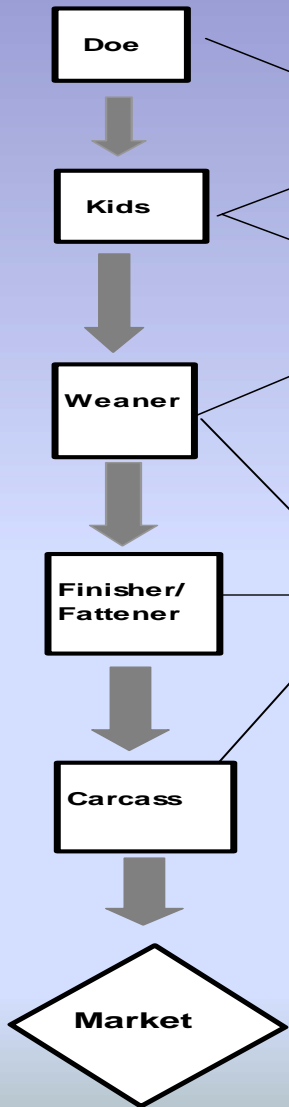 Doe
Kids
Weaner
Finisher/
Fattener
Carcass
Market